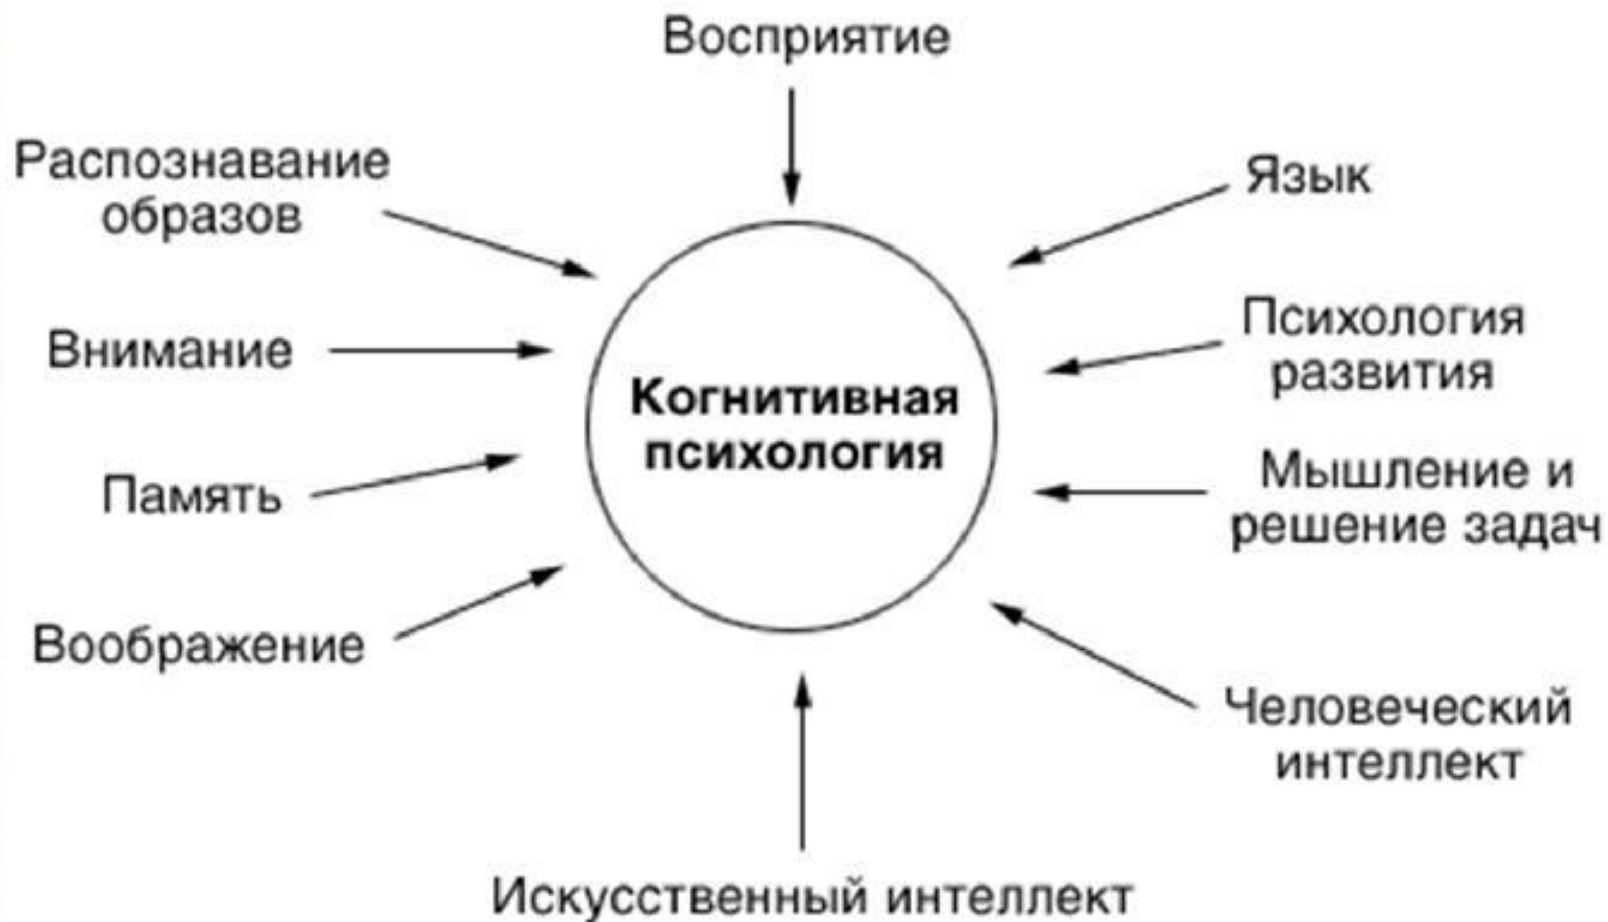 Восприятие
Распознавание
образов
Язык
Внимание
Психология
развития
Когнитивная
психология
Память
Мышление и
решение задач
Воображение
Человеческий
интеллект
Искусственный интеллект